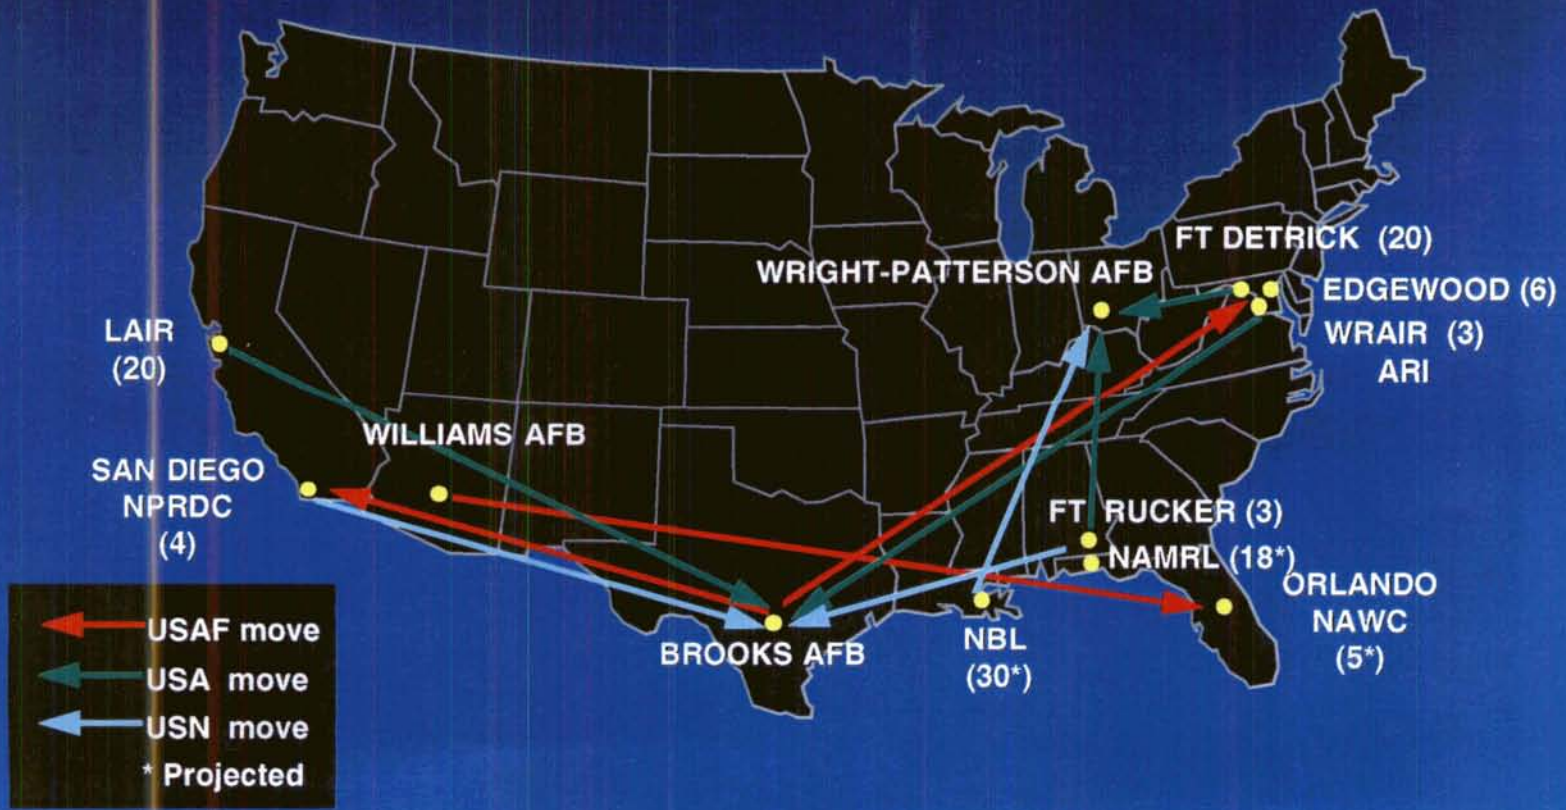 FT DETRICK (20)
WRIGHT-PATTERSON AFB
EDGEWOOD (6)
WRAIR (3)
ARI
LAIR
(20)
WILLIAMS AFB
SAN DIEGO
NPRDC
(4)
FT RUCKER (3)
NAMRL (18*)
ORLANDO
NAWC
(5*)
BROOKS AFB
NBL
(30*)
USAF move
USA move
USN move
* Projected